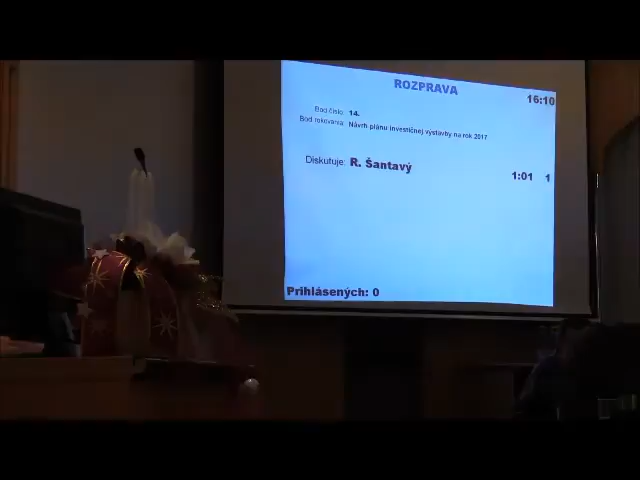 ROZPRAVA
16:10
Bod číslo: 14.
Bod rokovania: Návrh plánu investičnej výstavby na rok 2017
Diskutuje: R. Šantavý 1:01 1
Prihlásených: 0